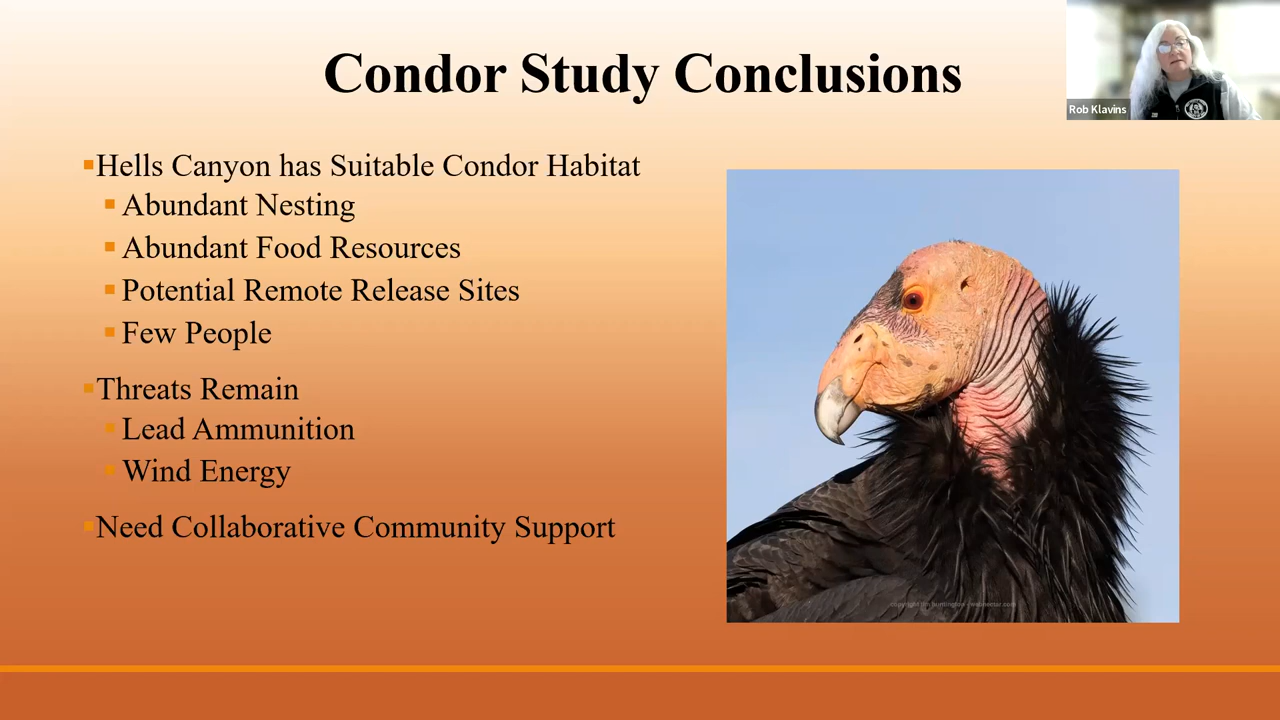 Condor Study Conclusions
Rob Klavins
Hells Canyon has Suitable Condor Habitat
Abundant Nesting
Abundant Food Resources
Potential Remote Release Sites
Few People
Threats Remain
Lead Ammunition
Wind Energy
Need Collaborative Community Support